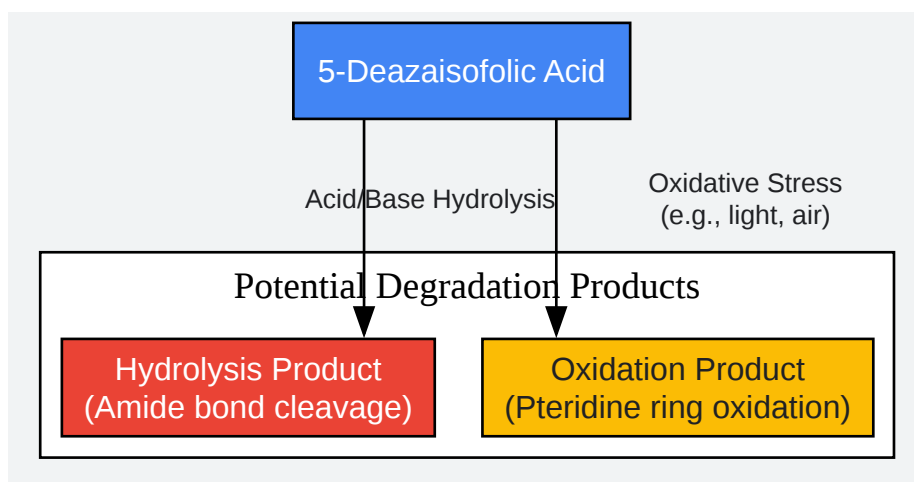 5-Deazaisofolic Acid
Acid/Base Hydrolysis
Oxidative Stress
(e.g., light, air)
Potential Degradation Products
Hydrolysis Product
(Amide bond cleavage)
Oxidation Product
(Pteridine ring oxidation)